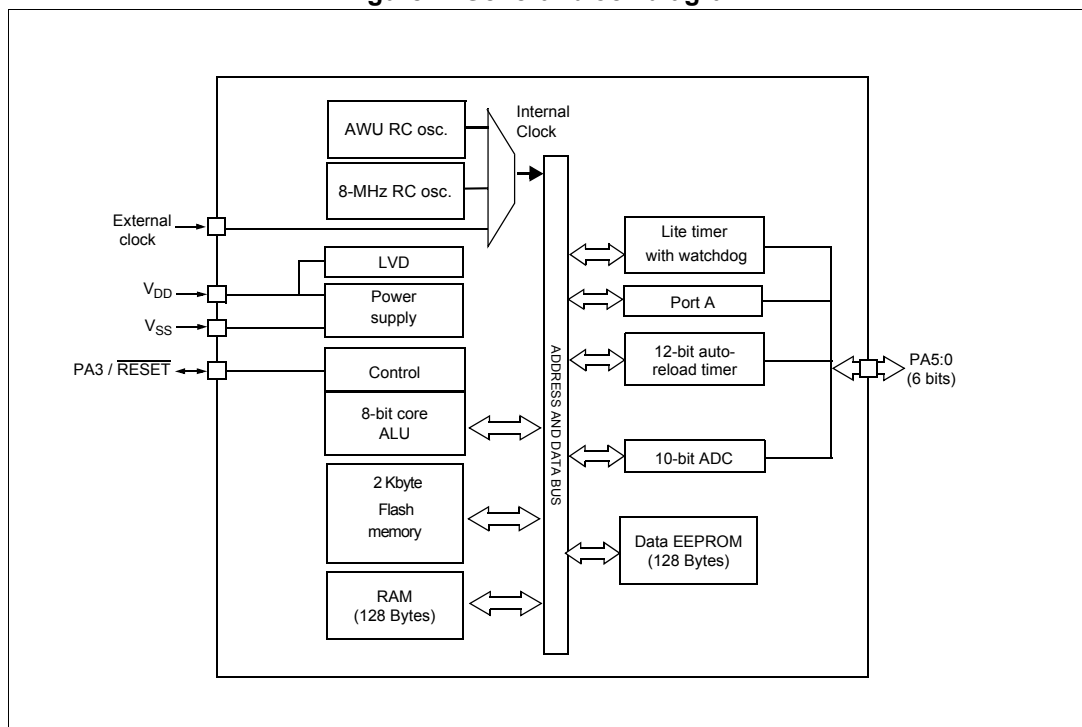 AWU RC osc.
8-MHz RC osc.
Internal
Clock
External
clock
LVD
V_DD
Power
supply
V_SS
PA3 / RESET
Control
8-bit core
ALU
2 Kbyte
Flash
memory
RAM
(128 Bytes)
ADDRESS AND DATA BUS
Lite timer
with watchdog
Port A
12-bit auto-
reload timer
PA5:0
(6 bits)
10-bit ADC
Data EEPROM
(128 Bytes)